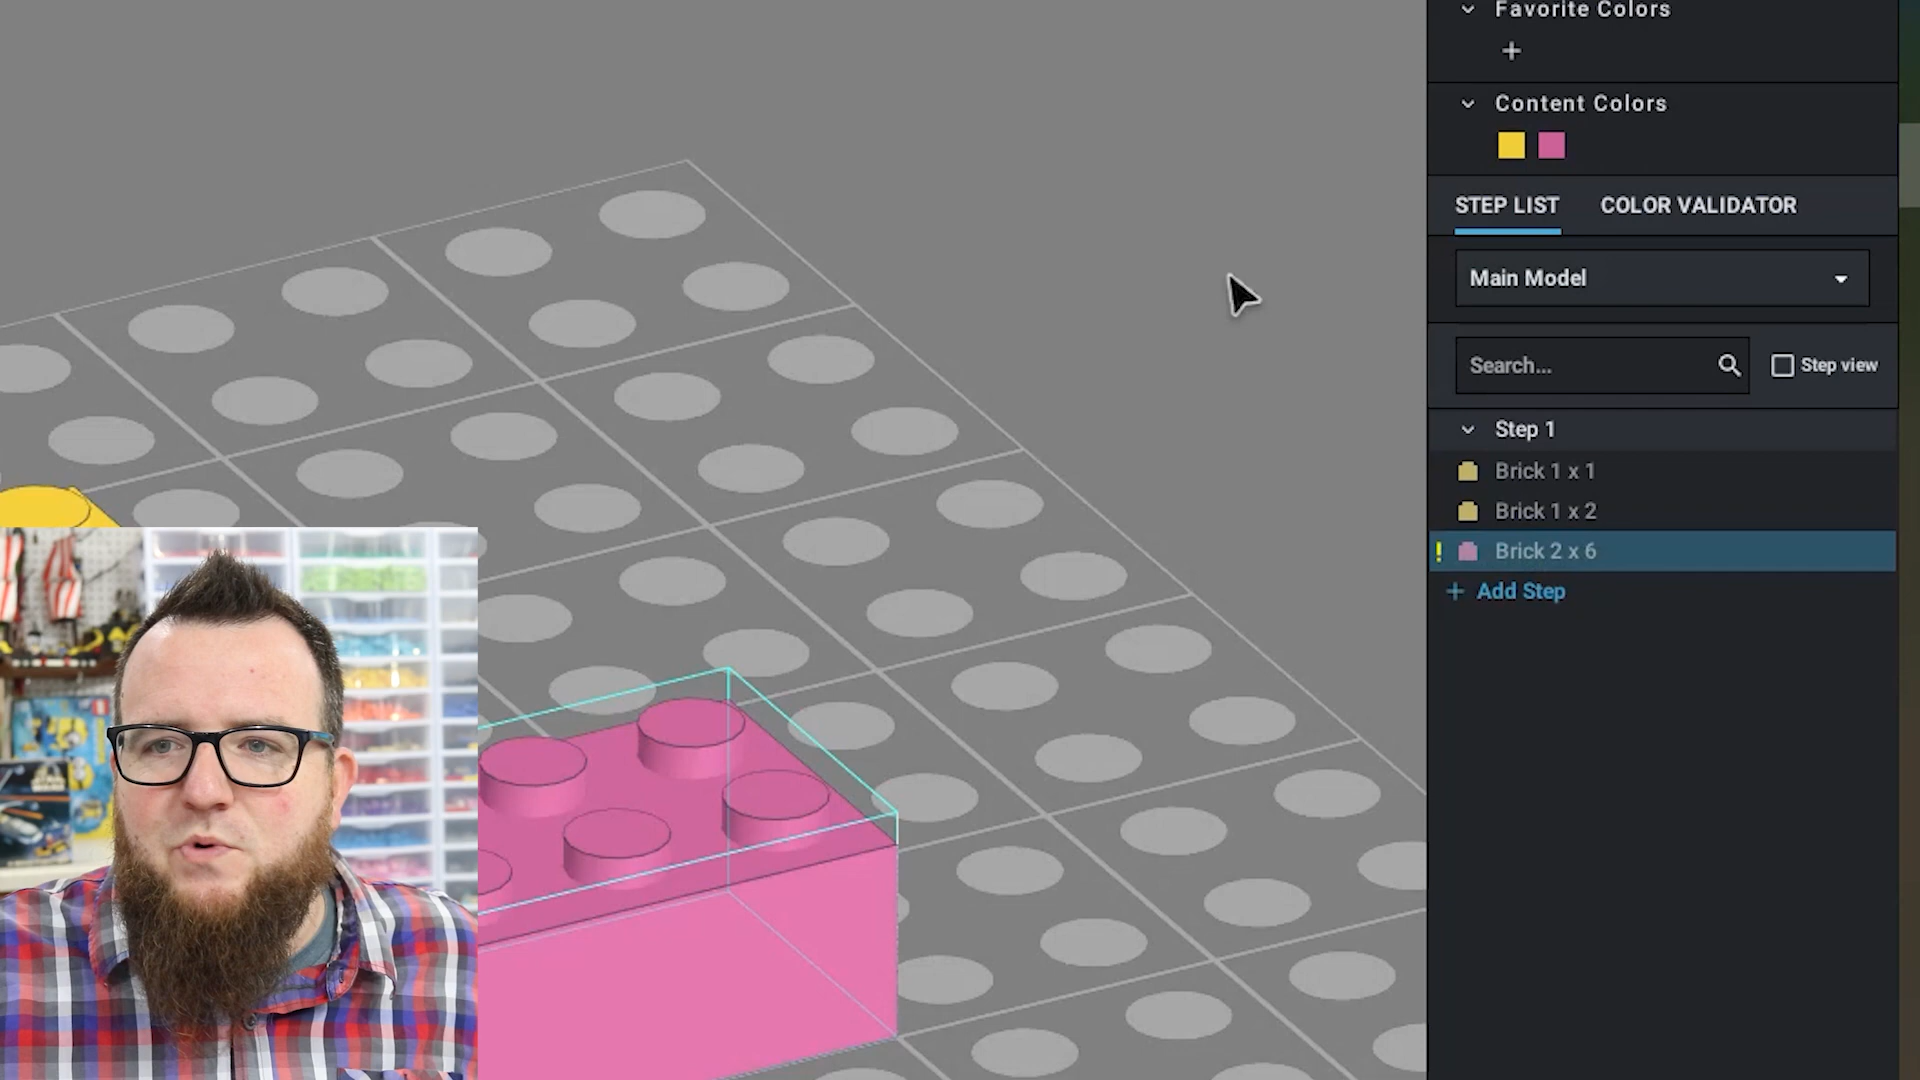 Favorite Colors
Content Colors
STEP LIST COLOR VALIDATOR
Main Model
Search... Step view
Step 1
Brick 1 x 1
Brick 1 x 2
! Brick 2 x 6
+ Add Step